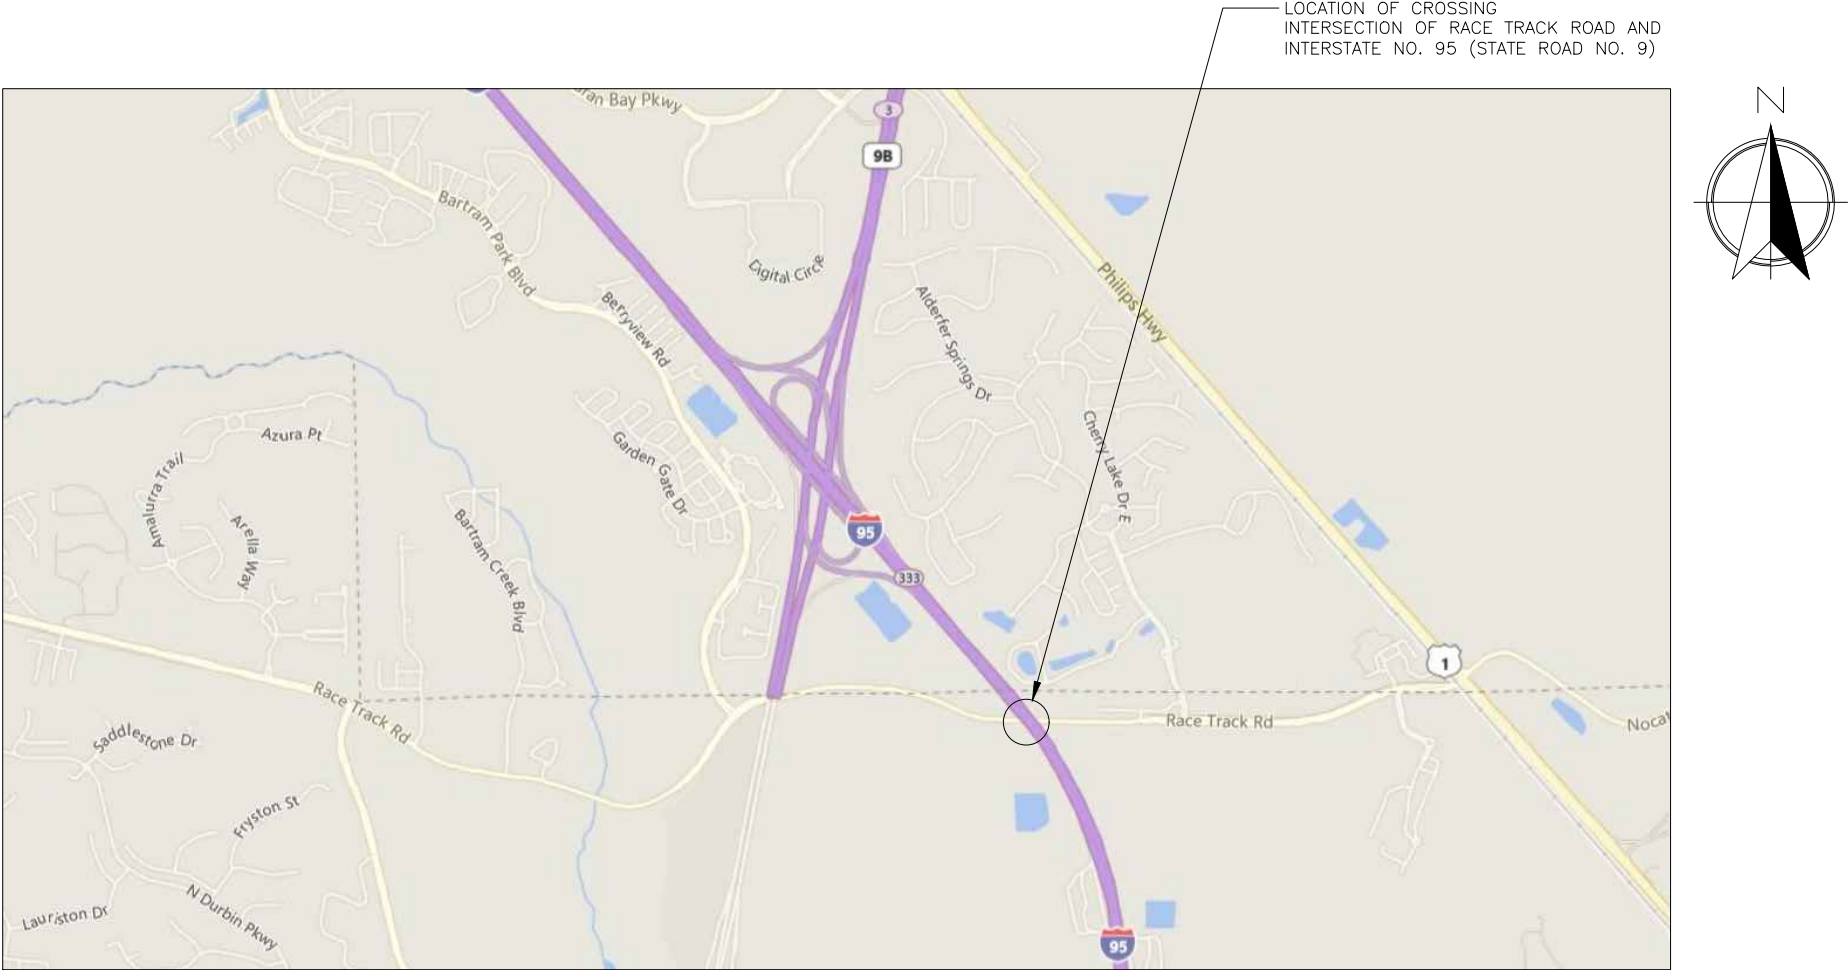 LOCATION OF CROSSING
INTERSECTION OF RACE TRACK ROAD AND
INTERSTATE NO. 95 (STATE ROAD NO. 9)
N
Bay Pkwy
3
9B
Bartram Park Blvd
Digital Circle
Philips Hwy
Berryview Rd
Alderfer Springs Dr
Azura Pt
Garden Gate Dr
Cherry Lake Dr E
Amalurra Trail
Arella Way
Bartram Creek Blvd
95
333
1
Race Track Rd
Race Track Rd
Saddlestone Dr
Fryston St
N Durbin Pkwy
Lauriston Dr
95